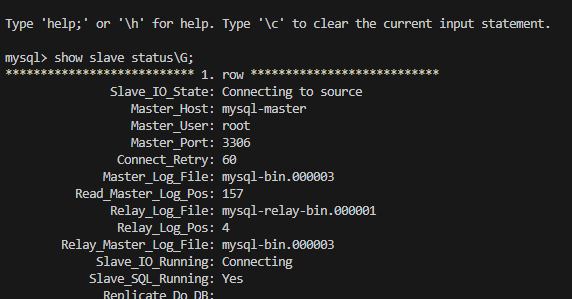 Type 'help;' or '\h' for help. Type '\c' to clear the current input statement.
mysql> show slave status\G;
*************************** 1. row ***************************
Slave_IO_State: Connecting to source
Master_Host: mysql-master
Master_User: root
Master_Port: 3306
Connect_Retry: 60
Master_Log_File: mysql-bin.000003
Read_Master_Log_Pos: 157
Relay_Log_File: mysql-relay-bin.000001
Relay_Log_Pos: 4
Relay_Master_Log_File: mysql-bin.000003
Slave_IO_Running: Connecting
Slave_SQL_Running: Yes
Replicate_Do_DB: